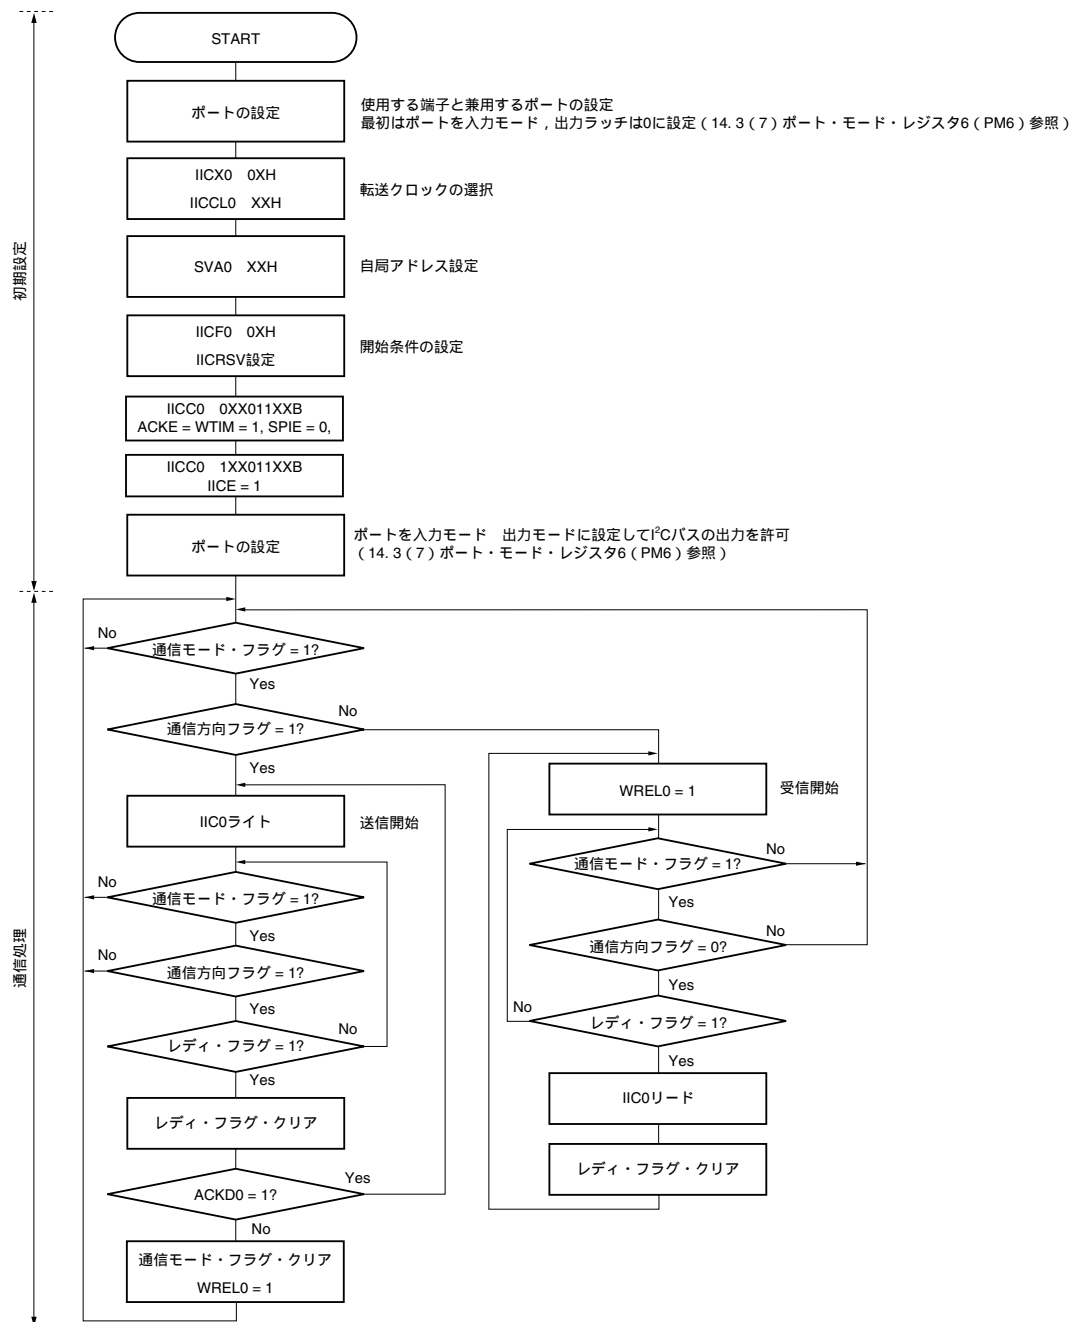 START
ポートの設定
使用する端子と兼用するポートの設定
最初はポートを入力モード，出力ラッチは0に設定（14. 3（7）ポート・モード・レジスタ6（PM6）参照）
IICX0 0XH
IICCL0 XXH
転送クロックの選択
初期設定
SVA0 XXH
自局アドレス設定
IICF0 0XH
IICRSV設定
開始条件の設定
IICC0 0XX011XXB
ACKE = WTIM = 1, SPIE = 0,
IICC0 1XX011XXB
IICE = 1
ポートの設定
ポートを入力モード 出力モードに設定してI²Cバスの出力を許可
（14. 3（7）ポート・モード・レジスタ6（PM6）参照）
No
通信モード・フラグ = 1?
Yes
通信方向フラグ = 1?
No
Yes
IIC0ライト
送信開始
No
通信モード・フラグ = 1?
Yes
No
通信方向フラグ = 1?
Yes
レディ・フラグ = 1?
No
Yes
レディ・フラグ・クリア
ACKD0 = 1?
Yes
No
通信モード・フラグ・クリア
WREL0 = 1
通信処理
WREL0 = 1
受信開始
通信モード・フラグ = 1?
No
Yes
通信方向フラグ = 0?
No
Yes
No
レディ・フラグ = 1?
Yes
IIC0リード
レディ・フラグ・クリア